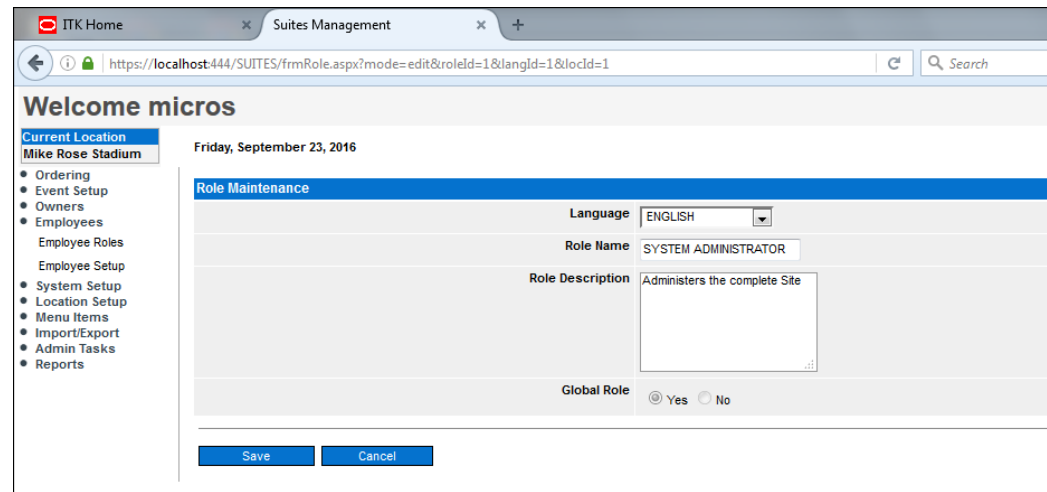 ITK Home
Suites Management
https://localhost:444/SUITES/frmRole.aspx?mode=edit&roleId=1&langId=1&locId=1
Search
Welcome micros
Current Location
Mike Rose Stadium
Friday, September 23, 2016
Ordering
Event Setup
Owners
Employees
Employee Roles
Employee Setup
System Setup
Location Setup
Menu Items
Import/Export
Admin Tasks
Reports
Role Maintenance
Language ENGLISH
Role Name SYSTEM ADMINISTRATOR
Role Description Administers the complete Site
Global Role Yes No
Save Cancel